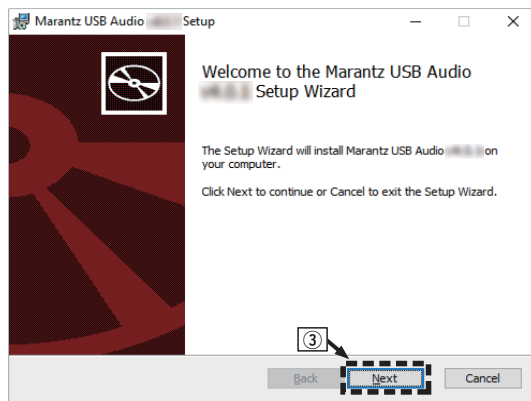 Marantz USB Audio Setup
Welcome to the Marantz USB Audio
Setup Wizard
The Setup Wizard will install Marantz USB Audio on
your computer.
Click Next to continue or Cancel to exit the Setup Wizard.
③
Back Next Cancel